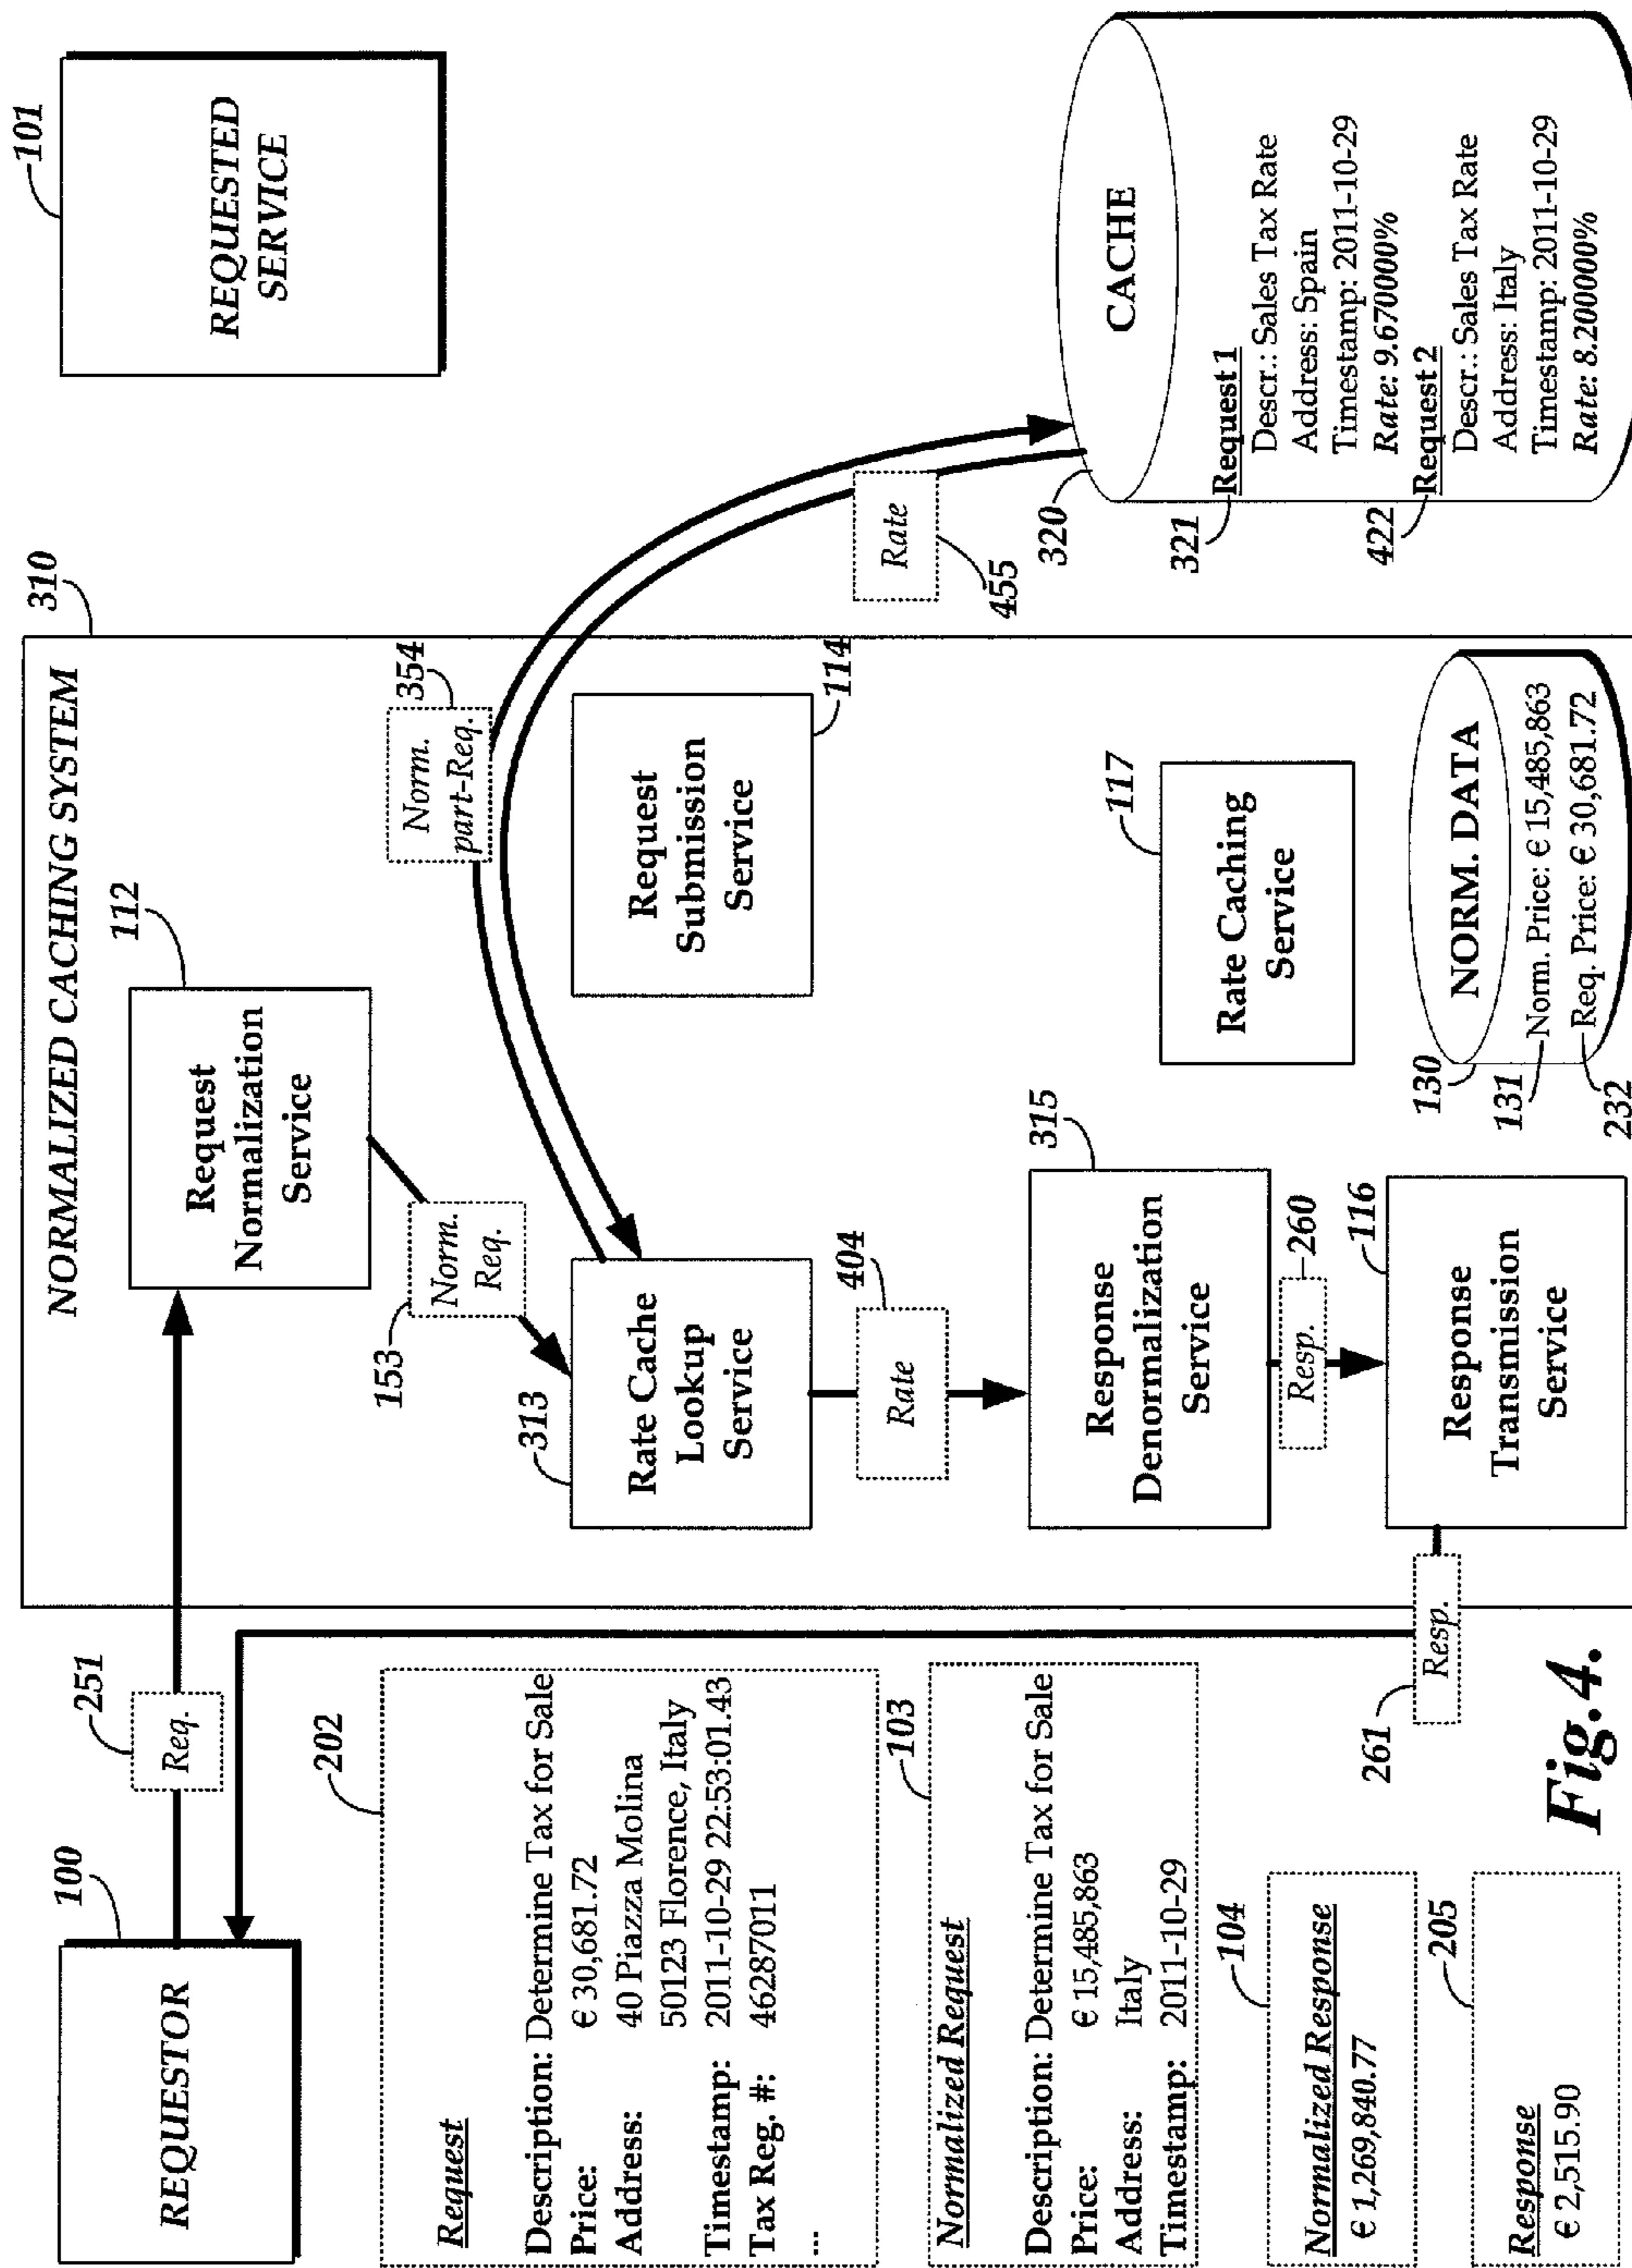 100
REQUESTOR
251
Req.
NORMALIZED CACHING SYSTEM
310
112
Request
Normalization
Service
101
REQUESTED
SERVICE
153
Norm.
Req.
Norm.
part-Req.
354
313
Rate Cache
Lookup
Service
Request
Submission
Service
114
404
Rate
Rate
455
315
Response
Denormalization
Service
117
Rate Caching
Service
Resp.
260
116
Response
Transmission
Service
130
NORM. DATA
131
Norm. Price: € 15,485,863
232
Req. Price: € 30,681.72
320
CACHE
321
Request 1
Descr.: Sales Tax Rate
Address: Spain
Timestamp: 2011-10-29
Rate: 9.670000%
422
Request 2
Descr.: Sales Tax Rate
Address: Italy
Timestamp: 2011-10-29
Rate: 8.200000%
202
Request
Description: Determine Tax for Sale
Price: € 30,681.72
Address: 40 Piazza Molina
50123 Florence, Italy
Timestamp: 2011-10-29 22:53:01.43
Tax Reg. #: 46287011
...
103
Normalized Request
Description: Determine Tax for Sale
Price: € 15,485,863
Address: Italy
Timestamp: 2011-10-29
104
Normalized Response
€ 1,269,840.77
205
Response
€ 2,515.90
261
Resp.
Fig.4.